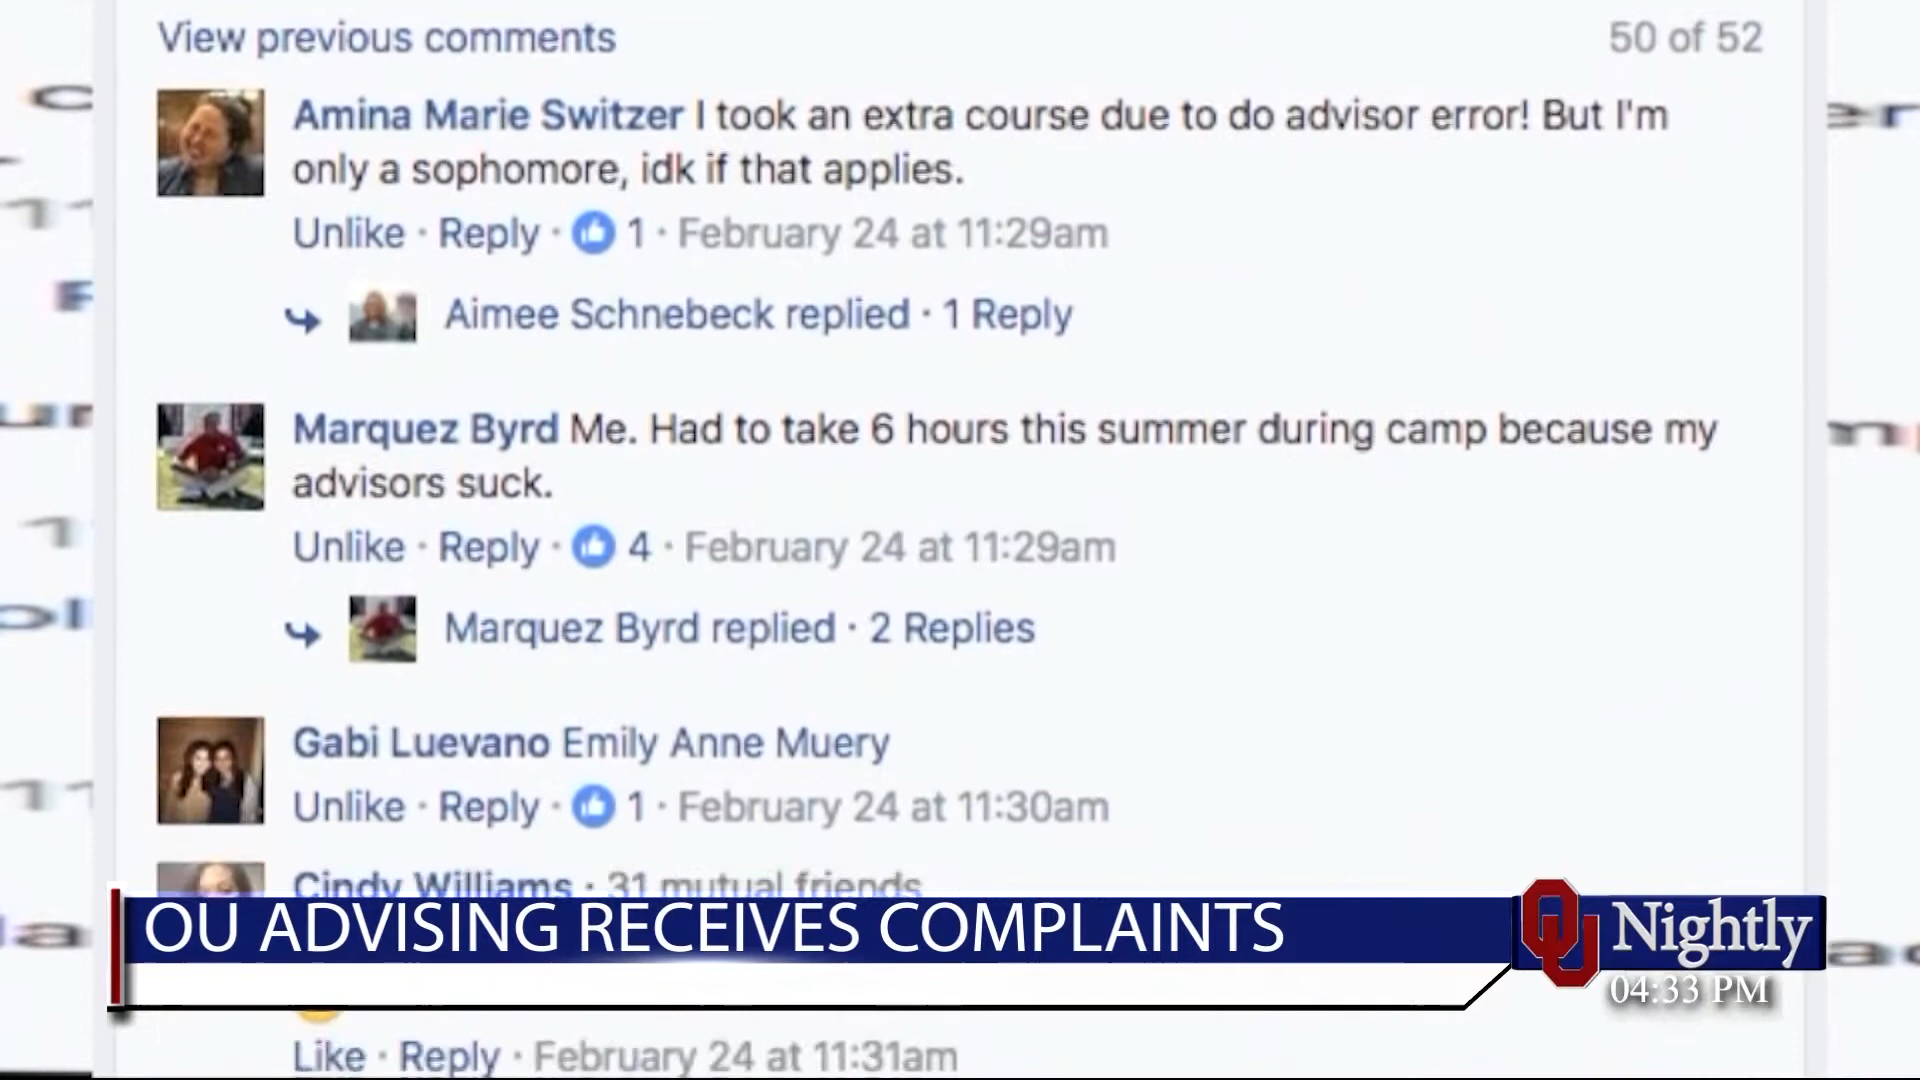 View previous comments
50 of 52
Amina Marie Switzer I took an extra course due to do advisor error! But I'm
only a sophomore, idk if that applies.
Unlike · Reply · 1 · February 24 at 11:29am
Aimee Schnebeck replied · 1 Reply
Marquez Byrd Me. Had to take 6 hours this summer during camp because my
advisors suck.
Unlike · Reply · 4 · February 24 at 11:29am
Marquez Byrd replied · 2 Replies
Gabi Luevano Emily Anne Muery
Unlike · Reply · 1 · February 24 at 11:30am
Cindy Williams · 31 mutual friends
OU ADVISING RECEIVES COMPLAINTS
OU Nightly
04:33 PM
Like · Reply · February 24 at 11:31am